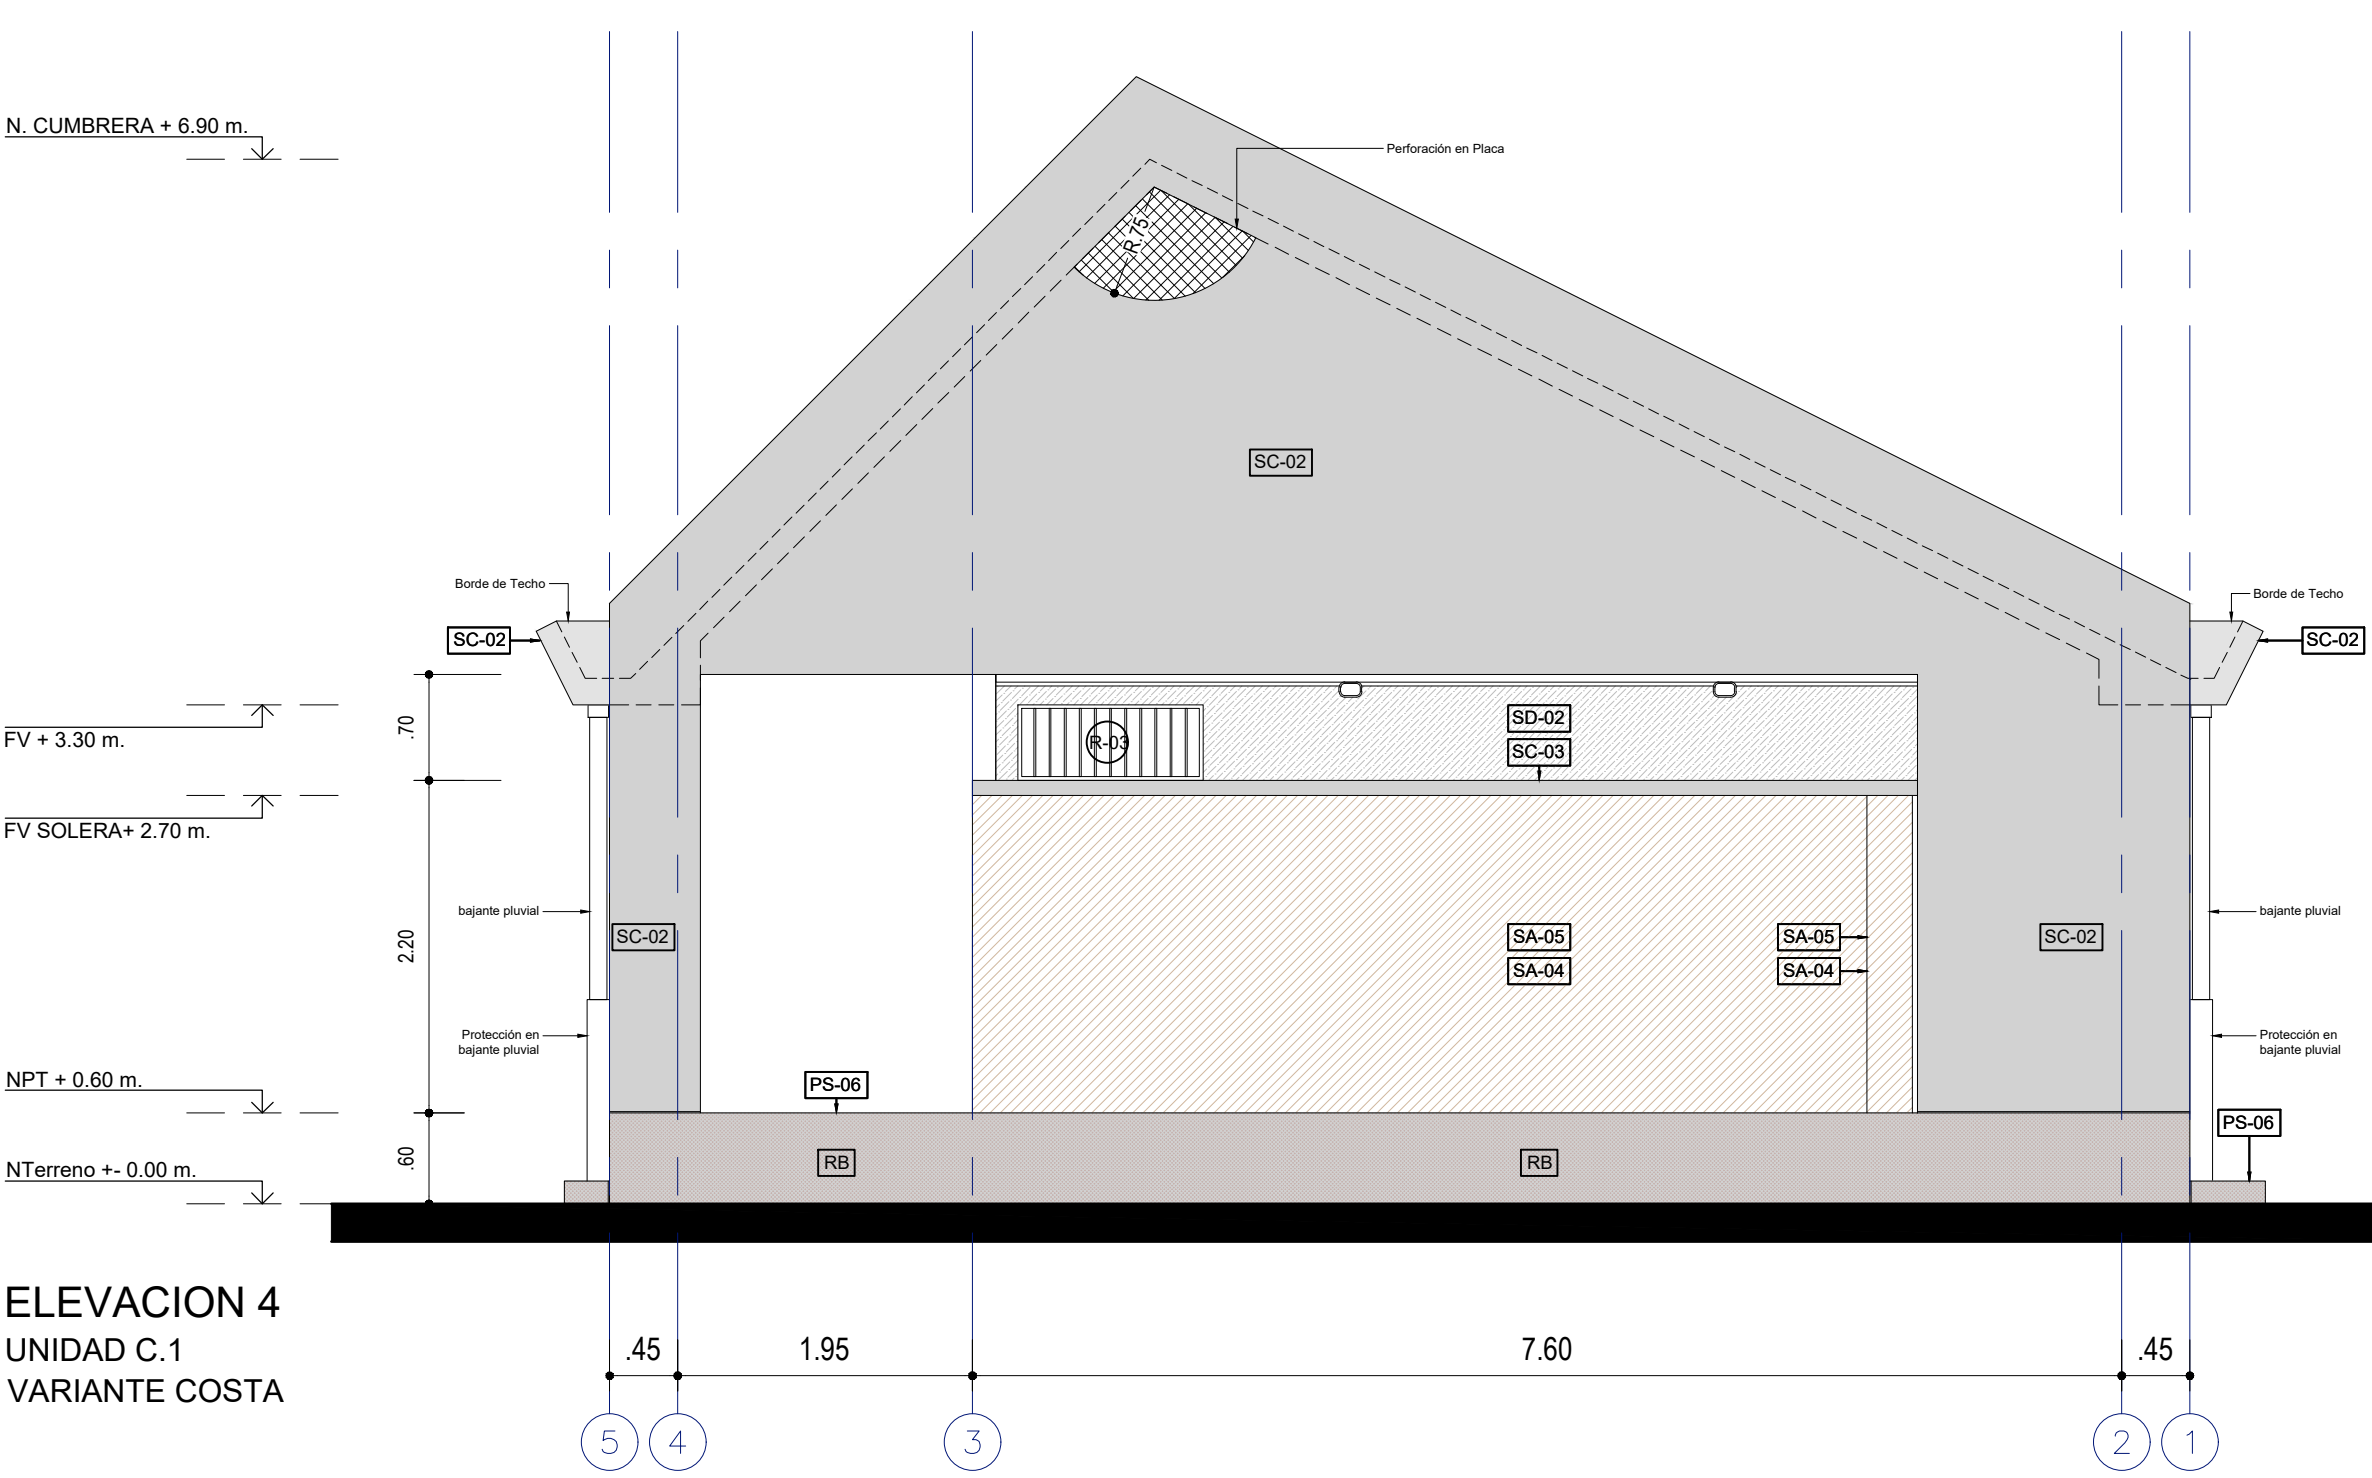 N. CUMBRERA + 6.90 m.
Perforación en Placa
R.75
SC-02
Borde de Techo
Borde de Techo
SC-02
SC-02
.70
FV + 3.30 m.
R-03
SD-02
SC-03
FV SOLERA+ 2.70 m.
bajante pluvial
2.20
SC-02
SA-05
SA-05
SC-02
bajante pluvial
SA-04
SA-04
Protección en
bajante pluvial
Protección en
bajante pluvial
NPT + 0.60 m.
PS-06
PS-06
.60
NTerreno +- 0.00 m.
RB
RB
ELEVACION 4
UNIDAD C.1
VARIANTE COSTA
.45
1.95
7.60
.45
5
4
3
2
1